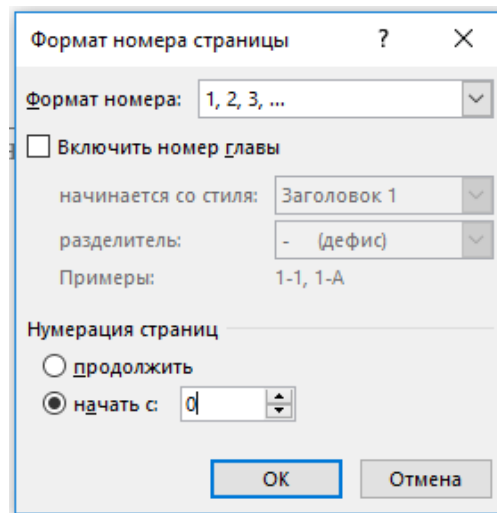 Формат номера страницы ?
Формат номера: 1, 2, 3, ...
Включить номер главы
начинается со стиля: Заголовок 1
разделитель: - (дефис)
Примеры: 1-1, 1-A
Нумерация страниц
продолжить
начать с: 0
ОК Отмена